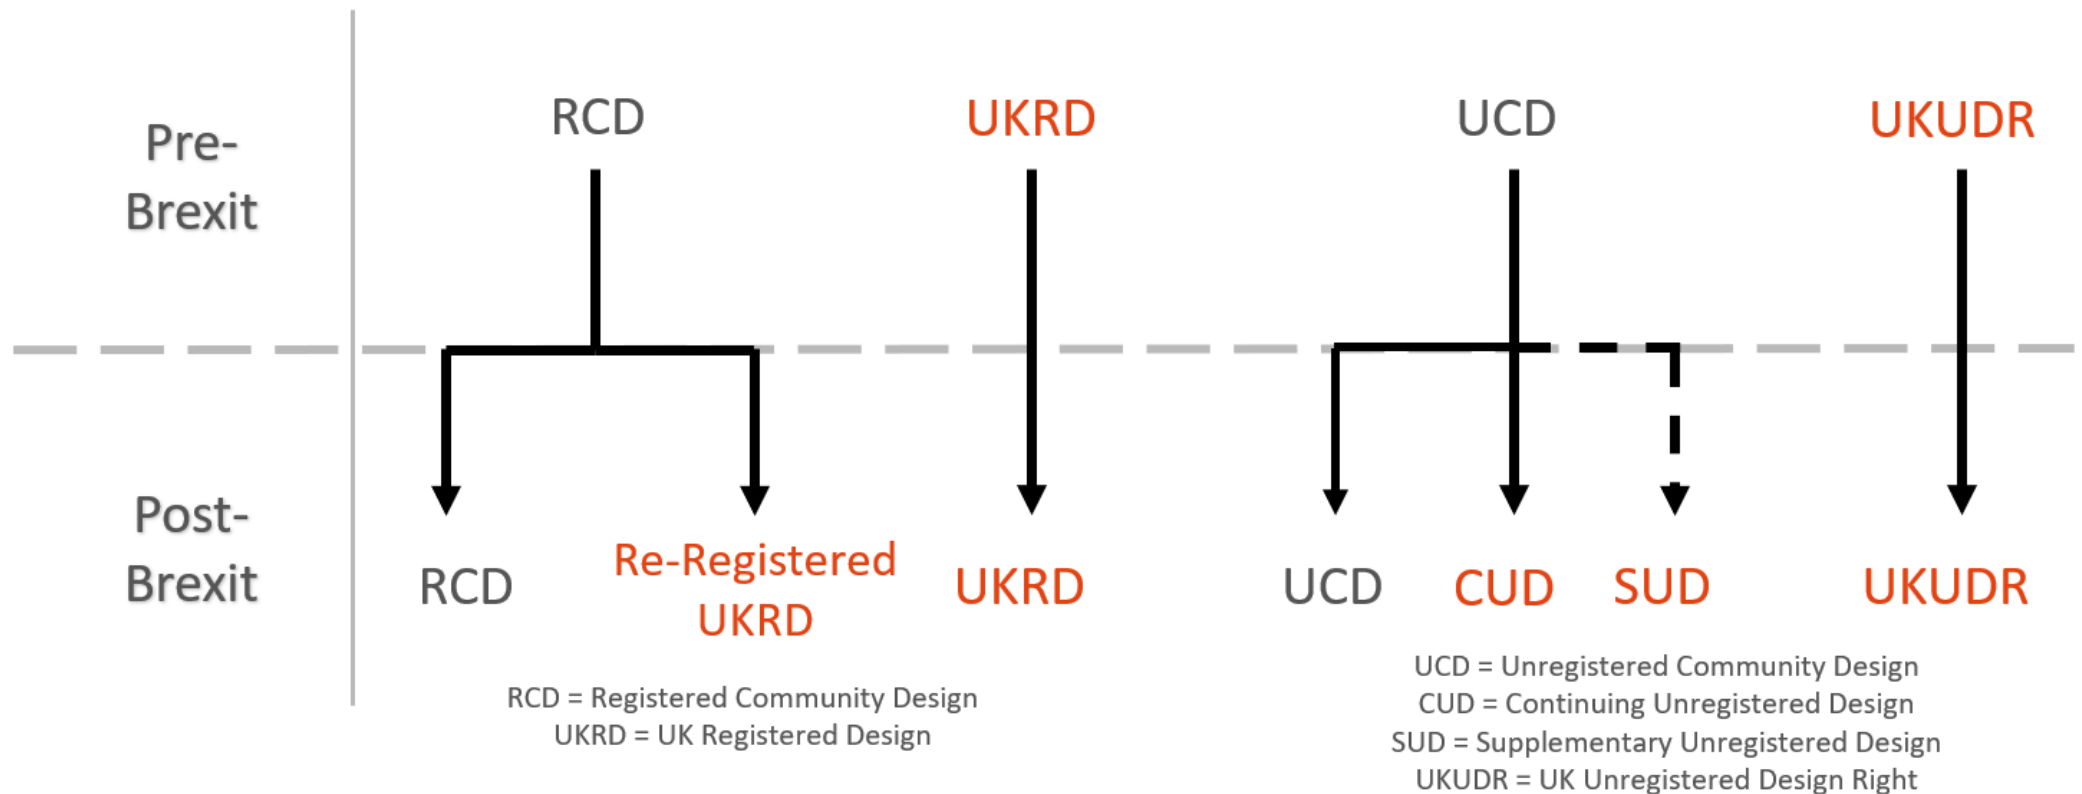 Pre-
Brexit
RCD
UKRD
UCD
UKUDR
Post-
Brexit
RCD
Re-Registered
UKRD
UKRD
UCD
CUD
SUD
UKUDR
RCD = Registered Community Design
UKRD = UK Registered Design
UCD = Unregistered Community Design
CUD = Continuing Unregistered Design
SUD = Supplementary Unregistered Design
UKUDR = UK Unregistered Design Right